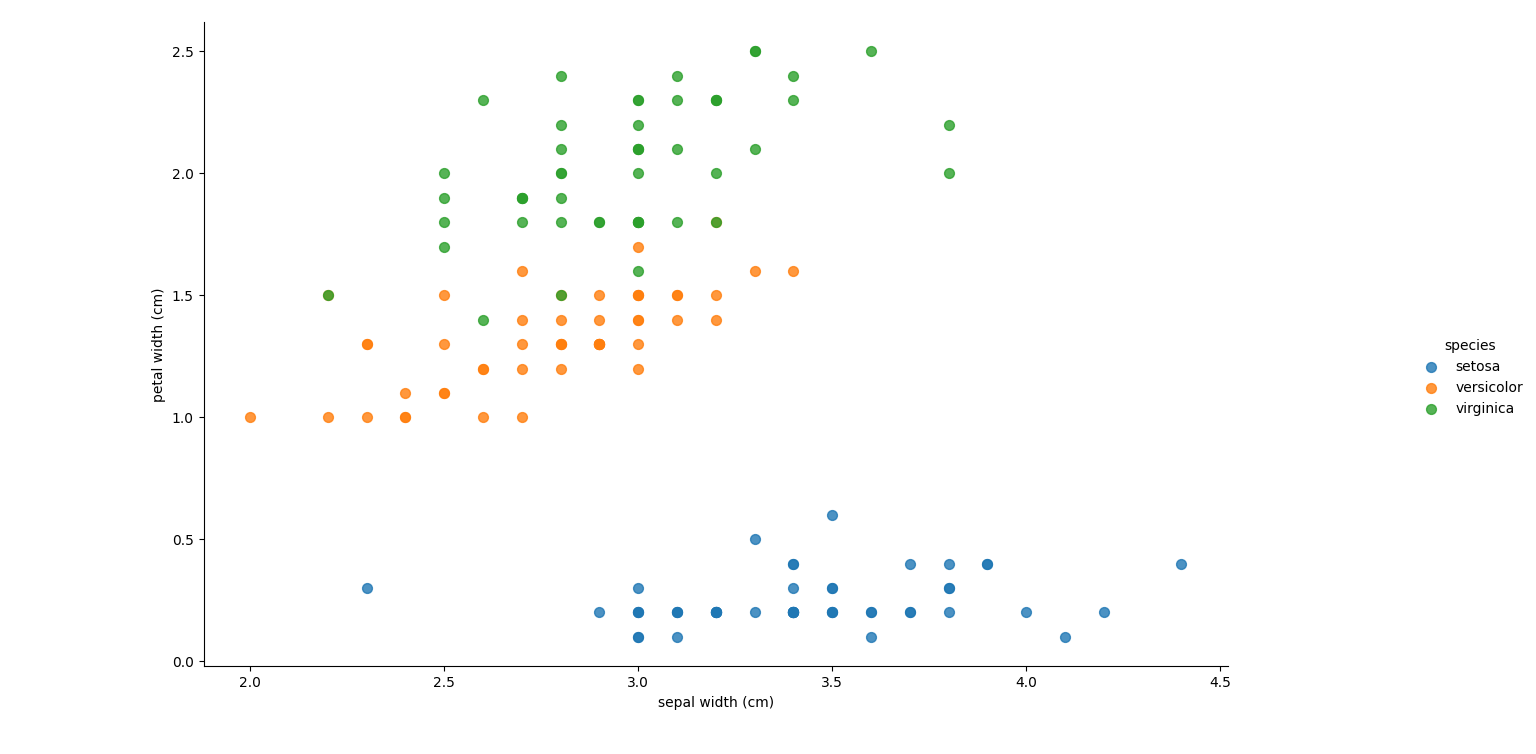 2.5
2.0
1.5
1.0
0.5
0.0
petal width (cm)
2.0 2.5 3.0 3.5 4.0 4.5
sepal width (cm)
species
setosa
versicolor
virginica